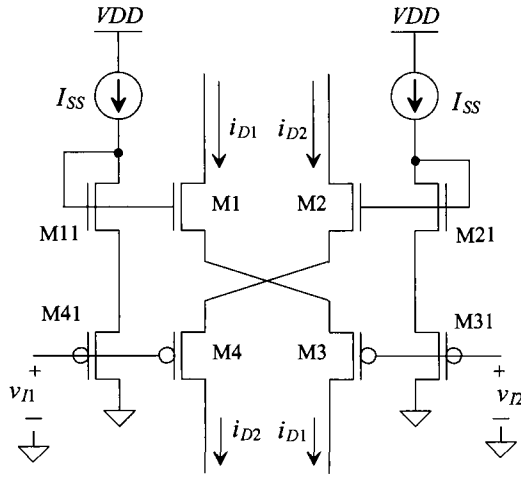 VDD
VDD
I_SS
i_D1
i_D2
I_SS
M1
M2
M11
M21
M41
M31
M4
M3
+
v_I1
−
i_D2
i_D1
+
v_I2
−